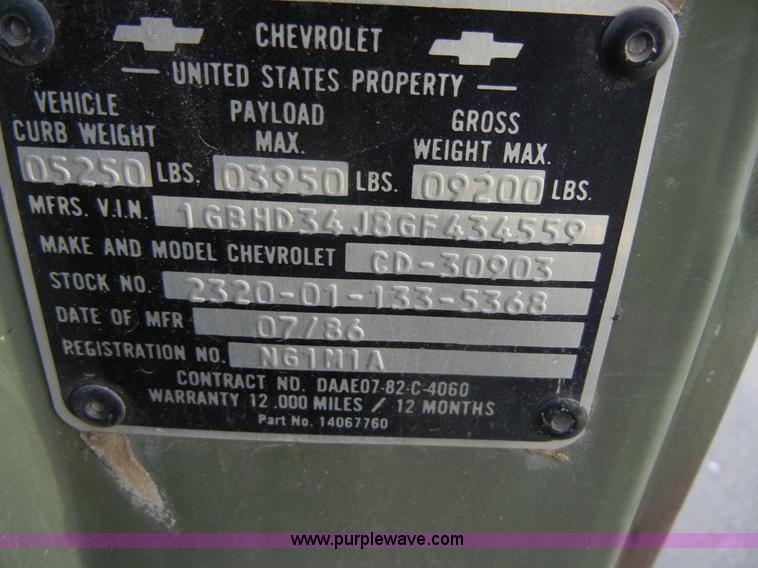 CHEVROLET
— UNITED STATES PROPERTY —
VEHICLE CURB WEIGHT PAYLOAD MAX. GROSS WEIGHT MAX.
05250 LBS. 03950 LBS. 09200 LBS.
MFRS. V.I.N. 1GBHD34J8GF434559
MAKE AND MODEL CHEVROLET CD-30903
STOCK NO. 2320-01-133-5368
DATE OF MFR 07/86
REGISTRATION NO. NG1M1A
CONTRACT NO. DAAE07-82-C-4060
WARRANTY 12,000 MILES / 12 MONTHS
Part No. 14067760
www.purplewave.com